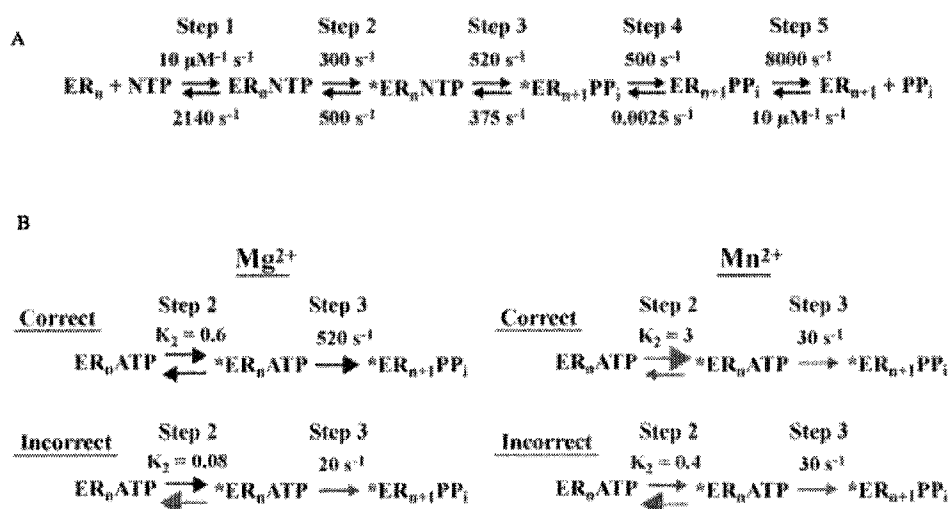 A
Step 1 Step 2 Step 3 Step 4 Step 5
10 μM⁻¹ s⁻¹ 300 s⁻¹ 520 s⁻¹ 500 s⁻¹ 8000 s⁻¹
ERₙ + NTP ⇄ ERₙNTP ⇄ *ERₙNTP ⇄ *ERₙ₊₁PPᵢ ⇄ ERₙ₊₁PPᵢ ⇄ ERₙ₊₁ + PPᵢ
2140 s⁻¹ 500 s⁻¹ 375 s⁻¹ 0.0025 s⁻¹ 10 μM⁻¹ s⁻¹
B
Mg²⁺ Mn²⁺
Step 2 Step 3 Step 2 Step 3
Correct K₂ = 0.6 520 s⁻¹ Correct K₂ = 3 30 s⁻¹
ERₙATP ⇄ *ERₙATP → *ERₙ₊₁PPᵢ ERₙATP ⇄ *ERₙATP → *ERₙ₊₁PPᵢ
Step 2 Step 3 Step 2 Step 3
Incorrect K₂ = 0.08 20 s⁻¹ Incorrect K₂ = 0.4 30 s⁻¹
ERₙATP ⇄ *ERₙATP → *ERₙ₊₁PPᵢ ERₙATP ⇄ *ERₙATP → *ERₙ₊₁PPᵢ